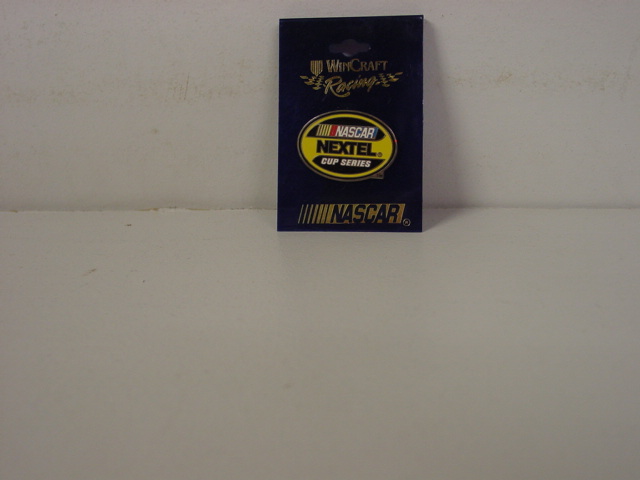 WINCRAFT
Racing
NASCAR
NEXTEL®
CUP SERIES
NASCAR®